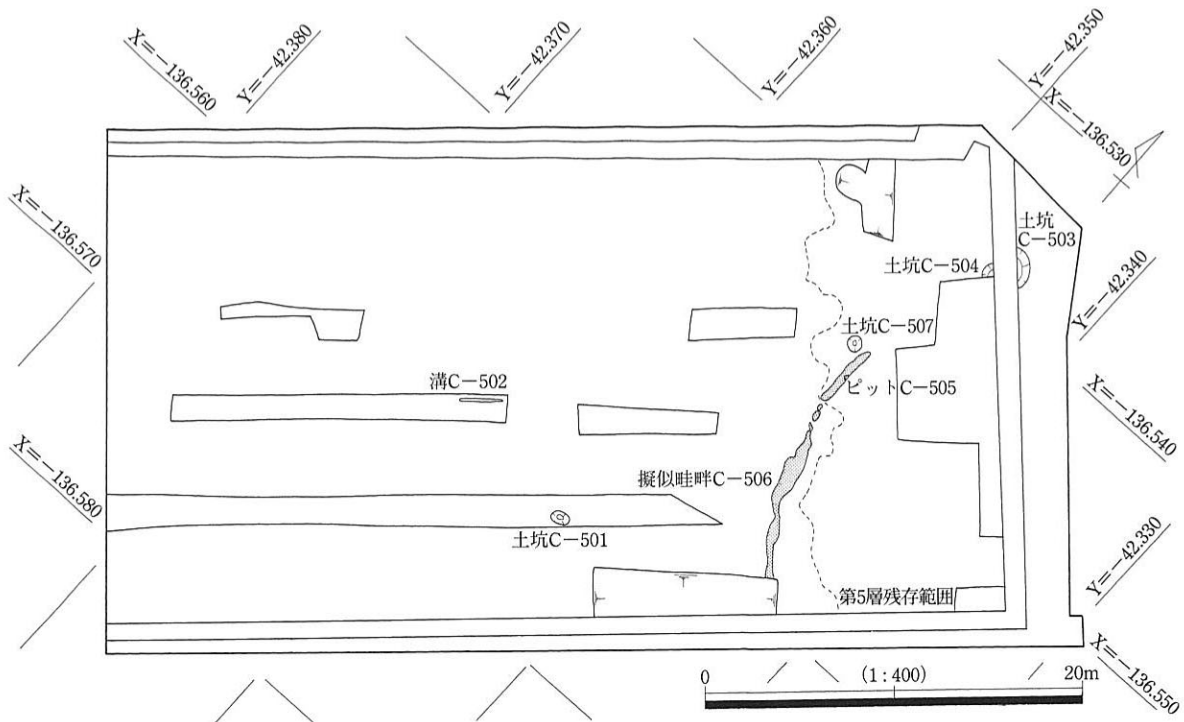 X=－136.560
Y=－42.380
Y=－42.370
Y=－42.360
Y=－42.350
X=－136.530
X=－136.570
土坑
C－503
土坑C－504
Y=－42.340
土坑C－507
溝C－502
ピットC－505
X=－136.540
擬似畦畔C－506
X=－136.580
土坑C－501
Y=－42.330
第5層残存範囲
0 (1：400) 20m
X=－136.550